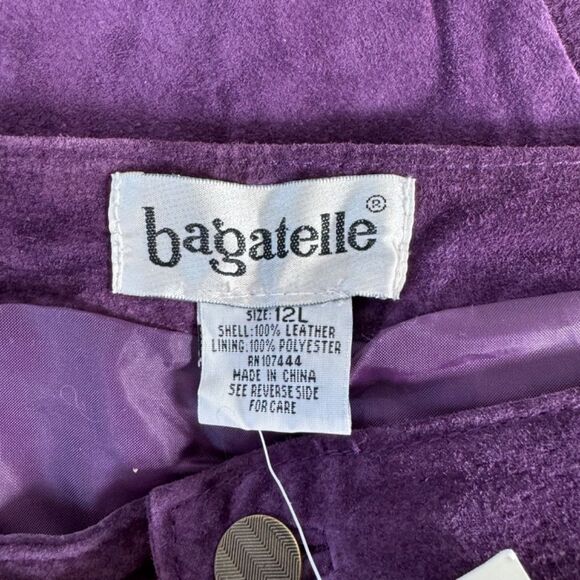 bagatelle®
SIZE: 12L
SHELL: 100% LEATHER
LINING: 100% POLYESTER
RN107444
MADE IN CHINA
SEE REVERSE SIDE
FOR CARE